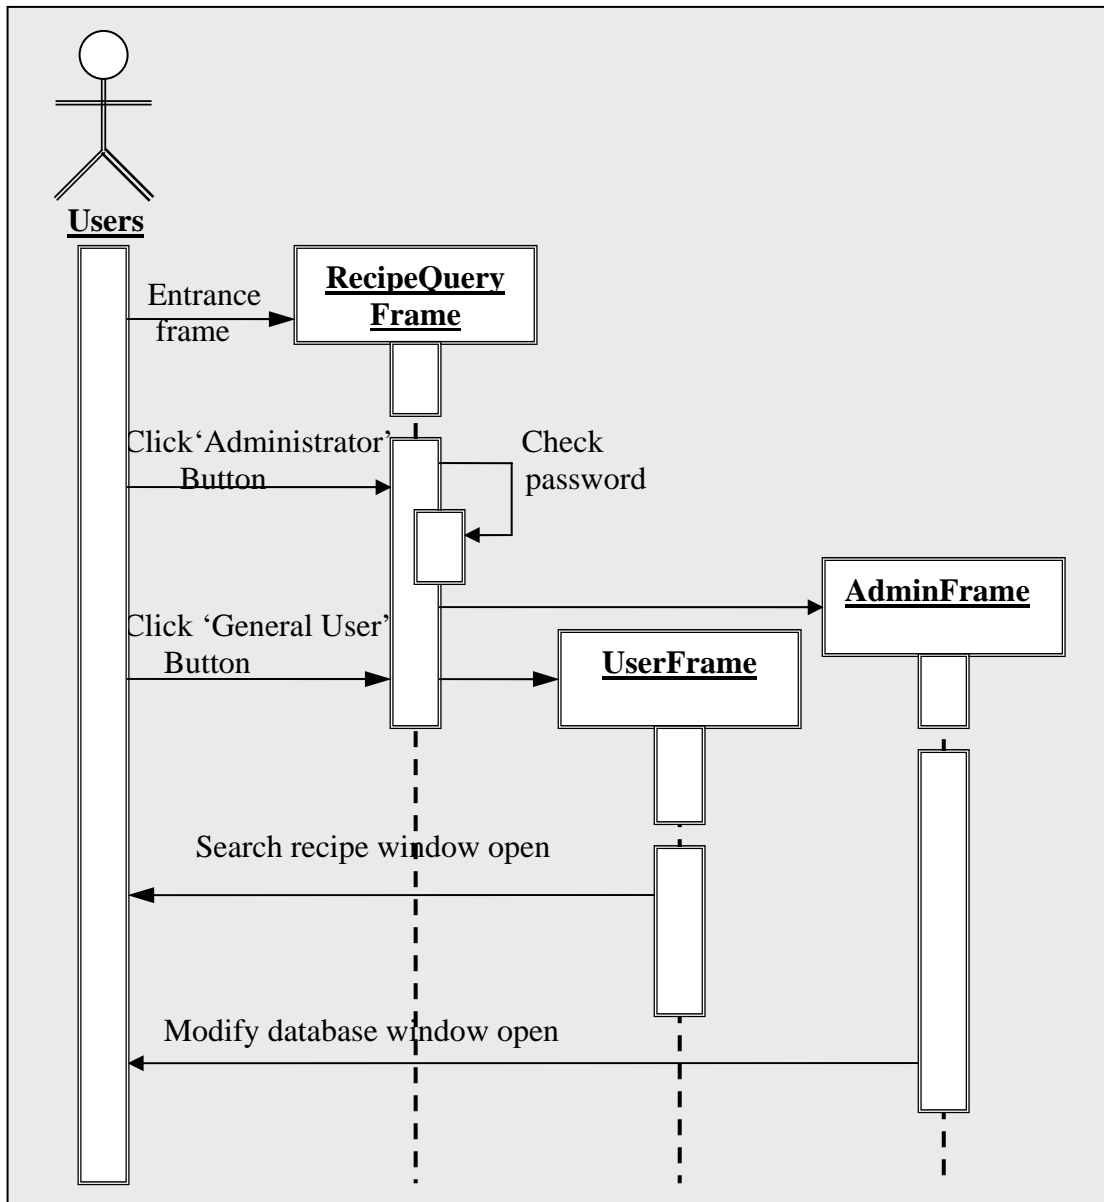 Users
RecipeQuery
Frame
Entrance
frame
Click‘Administrator’
Button
Check
password
AdminFrame
Click ‘General User’
Button
UserFrame
Search recipe window open
Modify database window open